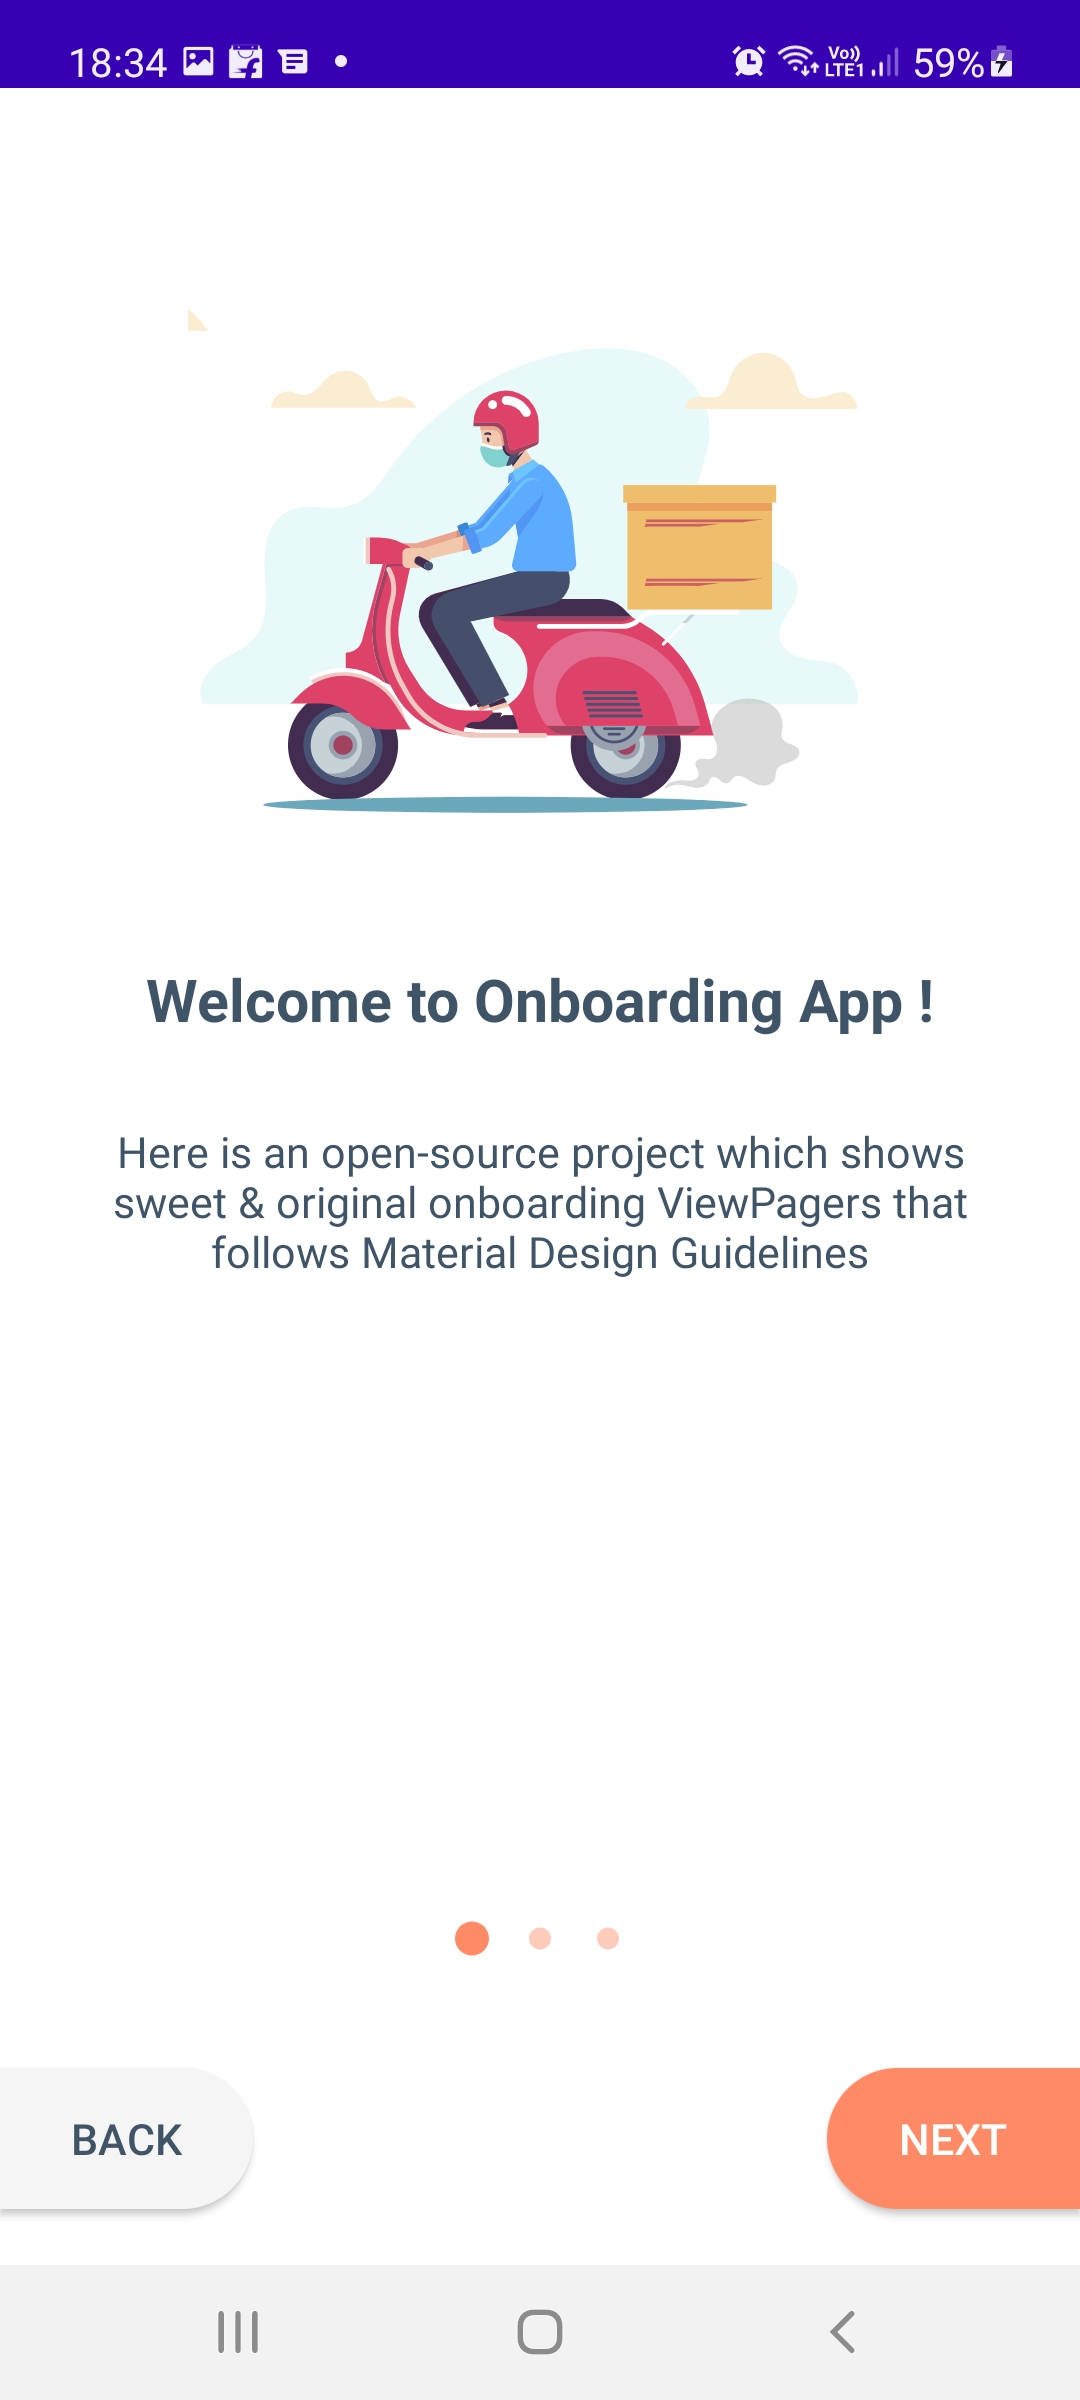 18:34 Vo)) LTE1 59%
Welcome to Onboarding App !
Here is an open-source project which shows
sweet & original onboarding ViewPagers that
follows Material Design Guidelines
BACK NEXT